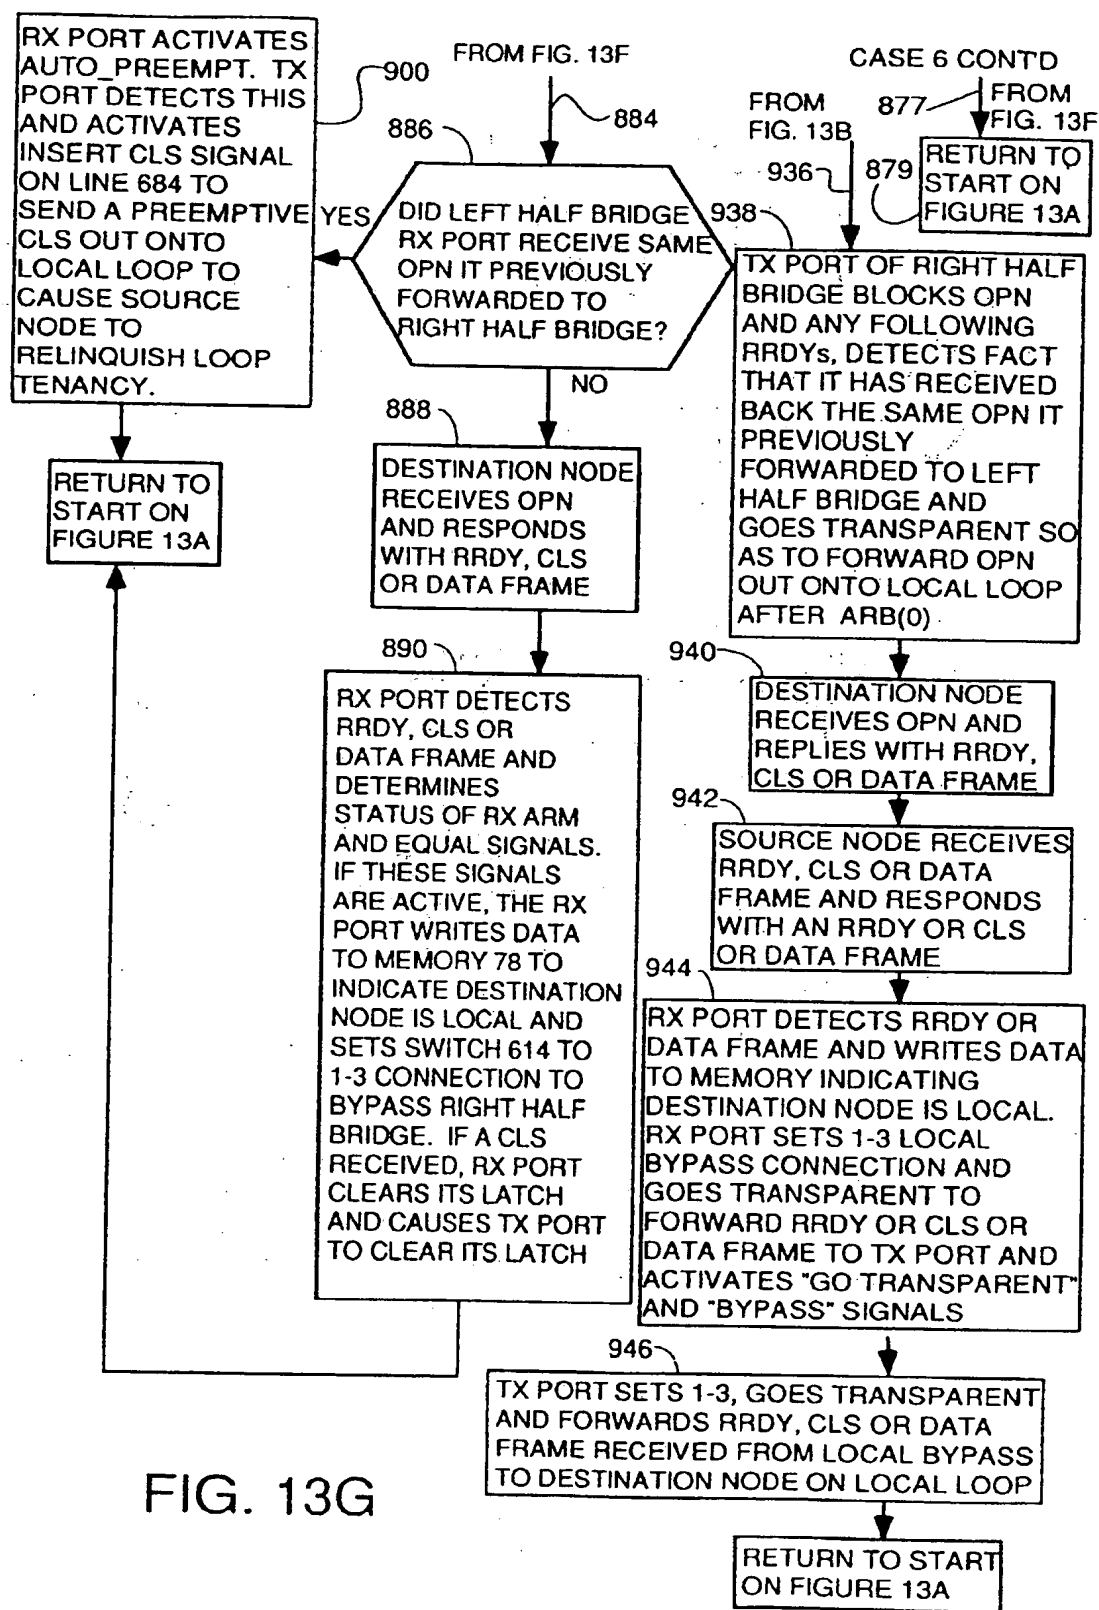 RX PORT ACTIVATES
AUTO_PREEMPT. TX
PORT DETECTS THIS
AND ACTIVATES
INSERT CLS SIGNAL
ON LINE 684 TO
SEND A PREEMPTIVE
CLS OUT ONTO
LOCAL LOOP TO
CAUSE SOURCE
NODE TO
RELINQUISH LOOP
TENANCY.
900
RETURN TO
START ON
FIGURE 13A
FROM FIG. 13F
884
886
DID LEFT HALF BRIDGE
RX PORT RECEIVE SAME
OPN IT PREVIOUSLY
FORWARDED TO
RIGHT HALF BRIDGE?
YES
NO
888
DESTINATION NODE
RECEIVES OPN
AND RESPONDS
WITH RRDY, CLS
OR DATA FRAME
890
RX PORT DETECTS
RRDY, CLS OR
DATA FRAME AND
DETERMINES
STATUS OF RX ARM
AND EQUAL SIGNALS.
IF THESE SIGNALS
ARE ACTIVE, THE RX
PORT WRITES DATA
TO MEMORY 78 TO
INDICATE DESTINATION
NODE IS LOCAL AND
SETS SWITCH 614 TO
1-3 CONNECTION TO
BYPASS RIGHT HALF
BRIDGE. IF A CLS
RECEIVED, RX PORT
CLEARS ITS LATCH
AND CAUSES TX PORT
TO CLEAR ITS LATCH
CASE 6 CONT'D
877
FROM
FIG. 13F
879
RETURN TO
START ON
FIGURE 13A
FROM
FIG. 13B
936
938
TX PORT OF RIGHT HALF
BRIDGE BLOCKS OPN
AND ANY FOLLOWING
RRDYs, DETECTS FACT
THAT IT HAS RECEIVED
BACK THE SAME OPN IT
PREVIOUSLY
FORWARDED TO LEFT
HALF BRIDGE AND
GOES TRANSPARENT SO
AS TO FORWARD OPN
OUT ONTO LOCAL LOOP
AFTER ARB(0)
940
DESTINATION NODE
RECEIVES OPN AND
REPLIES WITH RRDY,
CLS OR DATA FRAME
942
SOURCE NODE RECEIVES
RRDY, CLS OR DATA
FRAME AND RESPONDS
WITH AN RRDY OR CLS
OR DATA FRAME
944
RX PORT DETECTS RRDY OR
DATA FRAME AND WRITES DATA
TO MEMORY INDICATING
DESTINATION NODE IS LOCAL.
RX PORT SETS 1-3 LOCAL
BYPASS CONNECTION AND
GOES TRANSPARENT TO
FORWARD RRDY OR CLS OR
DATA FRAME TO TX PORT AND
ACTIVATES "GO TRANSPARENT"
AND "BYPASS" SIGNALS
946
TX PORT SETS 1-3, GOES TRANSPARENT
AND FORWARDS RRDY, CLS OR DATA
FRAME RECEIVED FROM LOCAL BYPASS
TO DESTINATION NODE ON LOCAL LOOP
RETURN TO START
ON FIGURE 13A
FIG. 13G